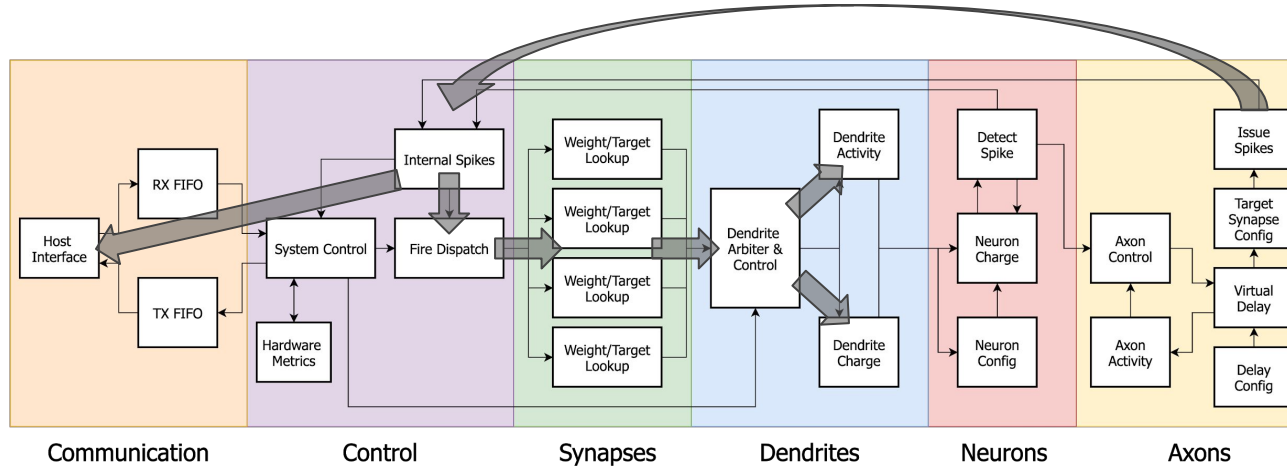 RX FIFO
Host
Interface
TX FIFO
Internal Spikes
System Control
Fire Dispatch
Hardware
Metrics
Weight/Target
Lookup
Weight/Target
Lookup
Weight/Target
Lookup
Weight/Target
Lookup
Dendrite
Arbiter &
Control
Dendrite
Activity
Dendrite
Charge
Detect
Spike
Neuron
Charge
Neuron
Config
Axon
Control
Axon
Activity
Issue
Spikes
Target
Synapse
Config
Virtual
Delay
Delay
Config
Communication
Control
Synapses
Dendrites
Neurons
Axons